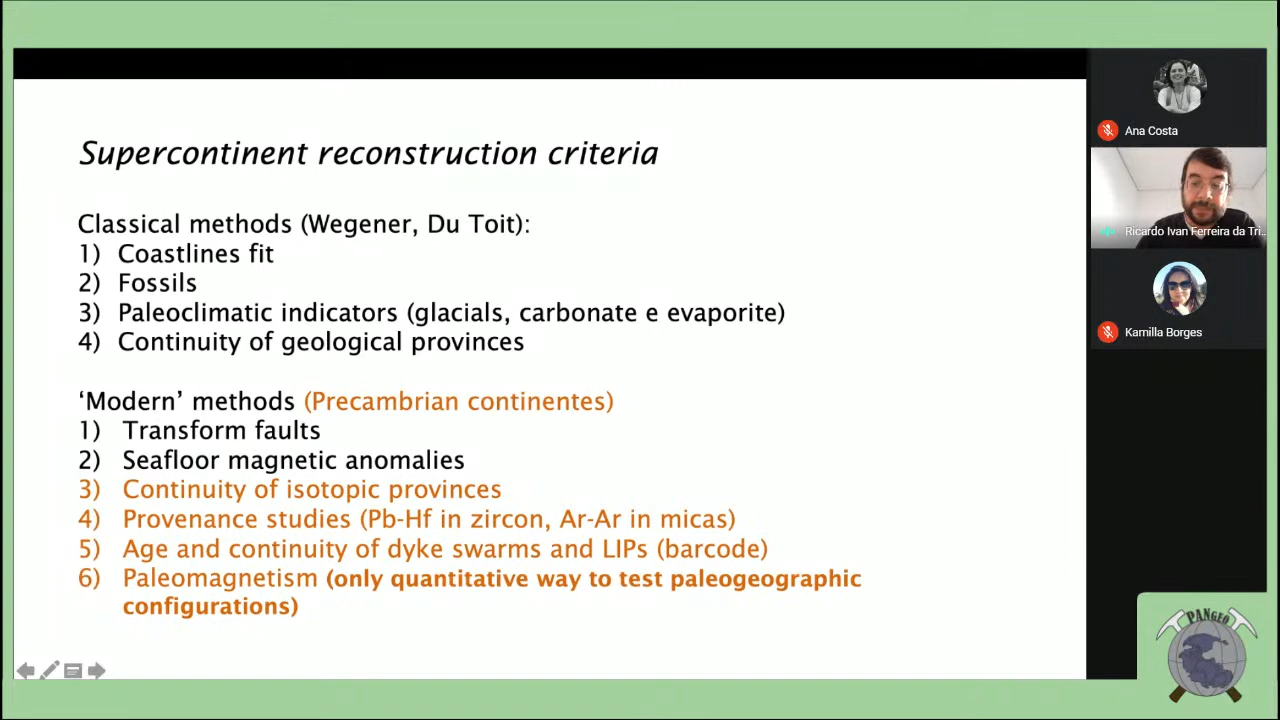 Supercontinent reconstruction criteria
Classical methods (Wegener, Du Toit):
1) Coastlines fit
2) Fossils
3) Paleoclimatic indicators (glacials, carbonate e evaporite)
4) Continuity of geological provinces
‘Modern’ methods (Precambrian continentes)
1) Transform faults
2) Seafloor magnetic anomalies
3) Continuity of isotopic provinces
4) Provenance studies (Pb-Hf in zircon, Ar-Ar in micas)
5) Age and continuity of dyke swarms and LIPs (barcode)
6) Paleomagnetism (only quantitative way to test paleogeographic
configurations)
Ana Costa
Ricardo Ivan Ferreira da Tri...
Kamilla Borges
PANGEO